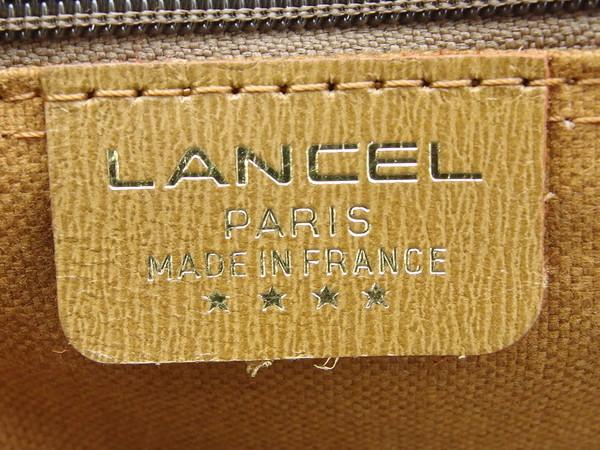 LANCEL
PARIS
MADE IN FRANCE
★ ★ ★ ★